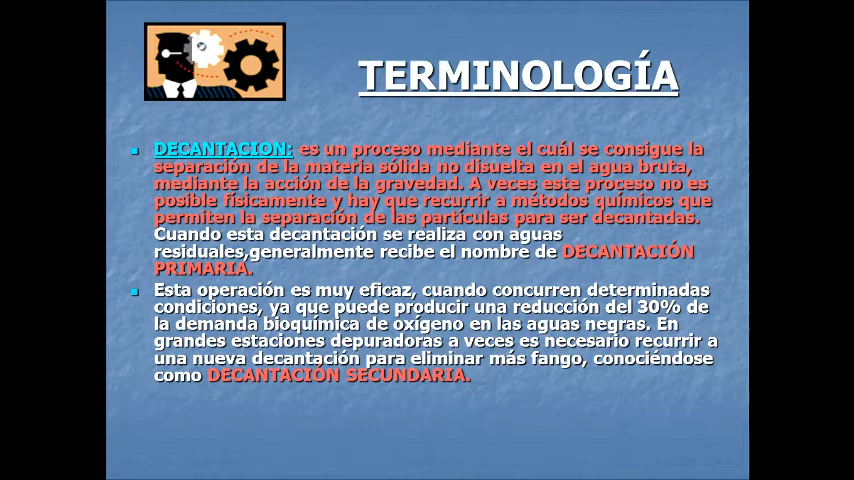 TERMINOLOGÍA
DECANTACION: es un proceso mediante el cuál se consigue la
separación de la materia sólida no disuelta en el agua bruta,
mediante la acción de la gravedad. A veces este proceso no es
posible físicamente y hay que recurrir a métodos químicos que
permiten la separación de las partículas para ser decantadas.
Cuando esta decantación se realiza con aguas
residuales,generalmente recibe el nombre de DECANTACIÓN
PRIMARIA.
Esta operación es muy eficaz, cuando concurren determinadas
condiciones, ya que puede producir una reducción del 30% de
la demanda bioquímica de oxígeno en las aguas negras. En
grandes estaciones depuradoras a veces es necesario recurrir a
una nueva decantación para eliminar más fango, conociéndose
como DECANTACIÓN SECUNDARIA.